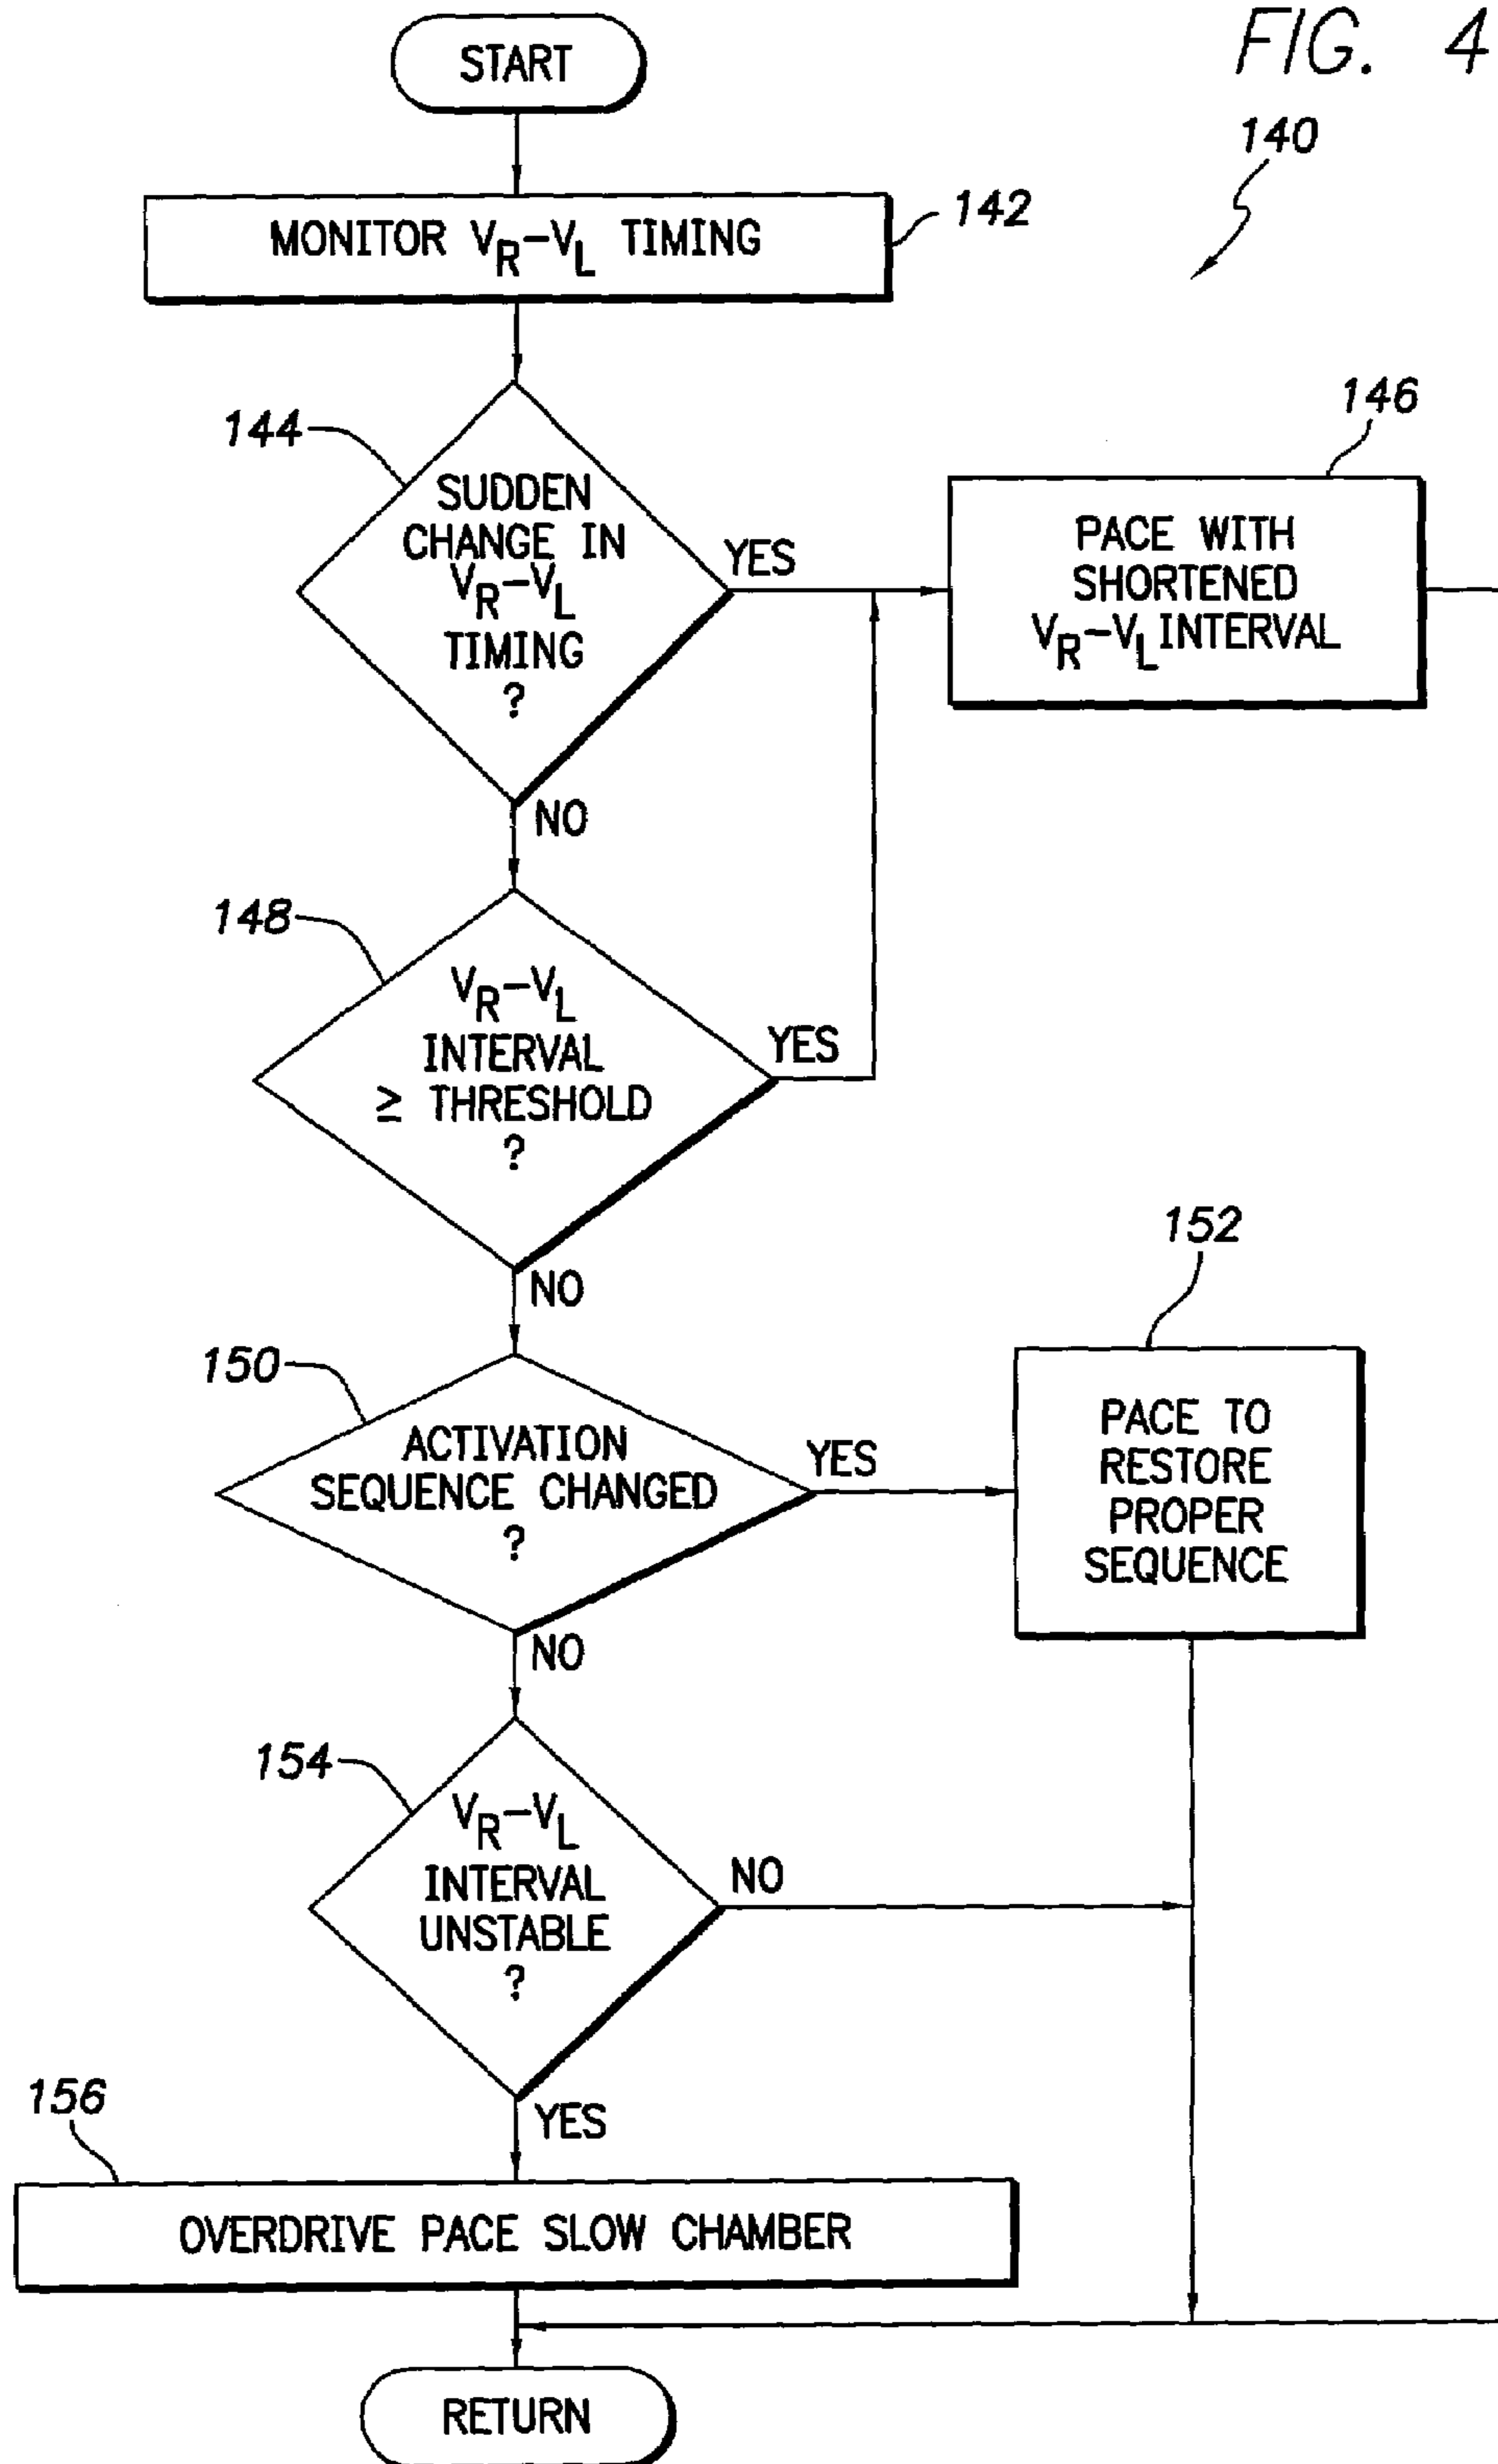 FIG. 4
START
140
MONITOR VR–VL TIMING
142
144
SUDDEN
CHANGE IN
VR–VL
TIMING
?
YES
NO
146
PACE WITH
SHORTENED
VR–VL INTERVAL
148
VR–VL
INTERVAL
≥ THRESHOLD
?
YES
NO
150
ACTIVATION
SEQUENCE CHANGED
?
YES
NO
152
PACE TO
RESTORE
PROPER
SEQUENCE
154
VR–VL
INTERVAL
UNSTABLE
?
NO
YES
156
OVERDRIVE PACE SLOW CHAMBER
RETURN